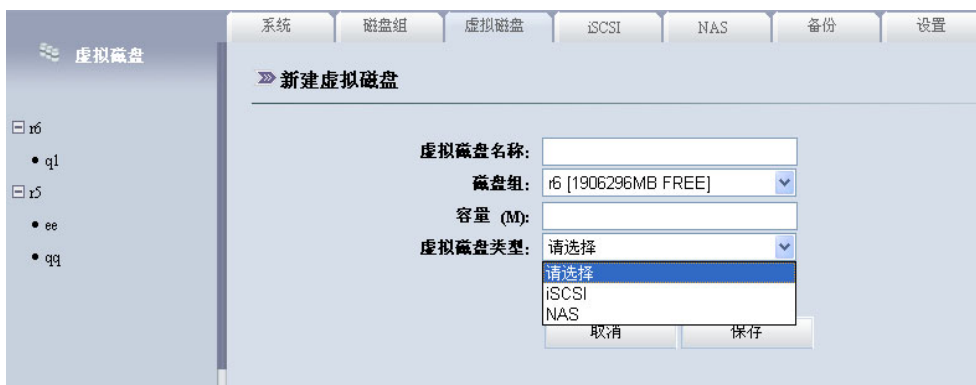 系统 磁盘组 虚拟磁盘 iSCSI NAS 备份 设置
虚拟磁盘
新建虚拟磁盘
r6
q1
r5
ee
qq
虚拟磁盘名称:
磁盘组: r6 [1906296MB FREE]
容量 (M):
虚拟磁盘类型: 请选择
请选择
iSCSI
NAS
取消 保存